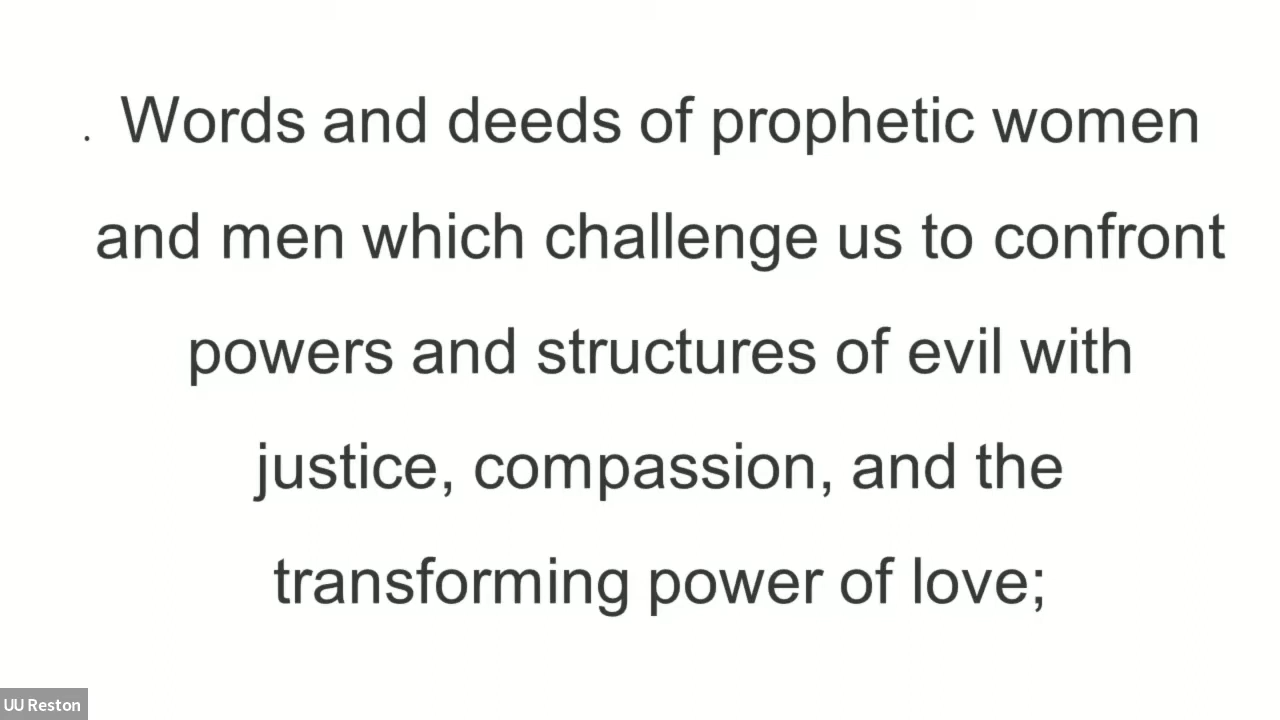 . Words and deeds of prophetic women
and men which challenge us to confront
powers and structures of evil with
justice, compassion, and the
transforming power of love;
UU Reston